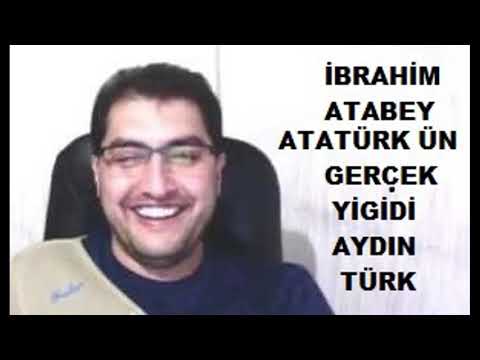 İBRAHİM
ATABEY
ATATÜRK ÜN
GERÇEK
YİGİDİ
AYDIN
TÜRK